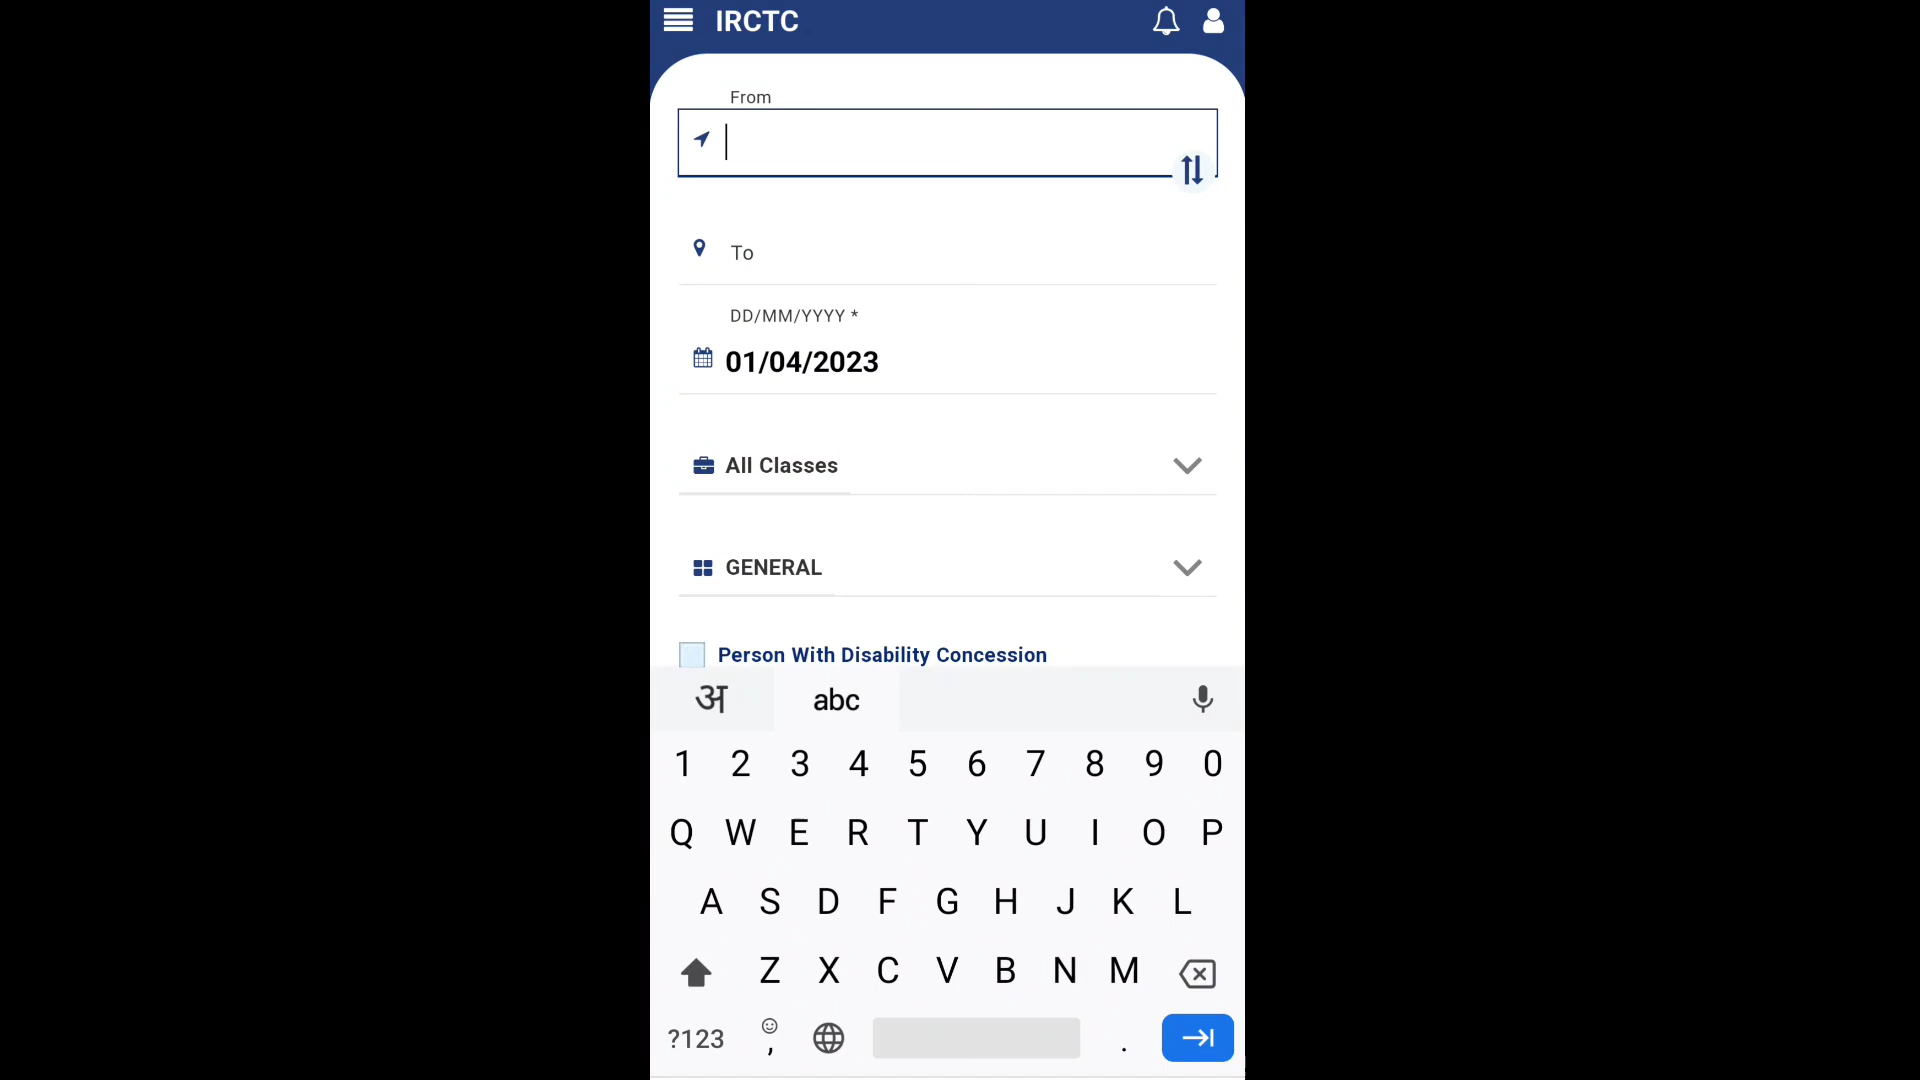 IRCTC
From
To
DD/MM/YYYY *
01/04/2023
All Classes
GENERAL
Person With Disability Concession
अ abc
1 2 3 4 5 6 7 8 9 0
Q W E R T Y U I O P
A S D F G H J K L
Z X C V B N M
?123 , .